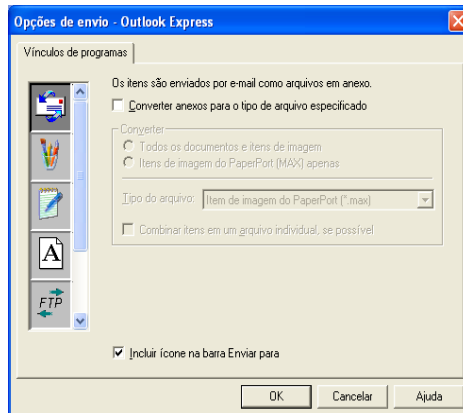 Opções de envio - Outlook Express
Vínculos de programas
Os itens são enviados por e-mail como arquivos em anexo.
Converter anexos para o tipo de arquivo especificado
Converter
Todos os documentos e itens de imagem
Itens de imagem do PaperPort (MAX) apenas
Tipo do arquivo: Item de imagem do PaperPort (*.max)
Combinar itens em um arquivo individual, se possível
A
FTP
Incluir ícone na barra Enviar para
OK Cancelar Ajuda